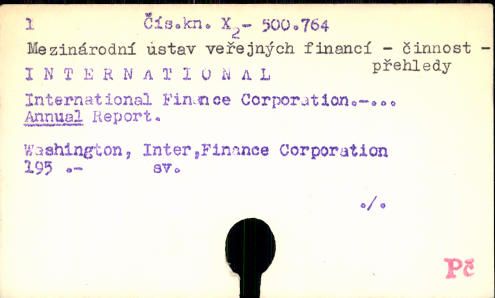 1 Čís.kn. X2- 500.764
Mezinárodní ústav veřejných financí - činnost -
přehledy
I N T E R N A T I O N A L
International Finance Corporation.-...
Annual Report.
Washington, Inter,Finance Corporation
195 .- sv.
./.
Pč